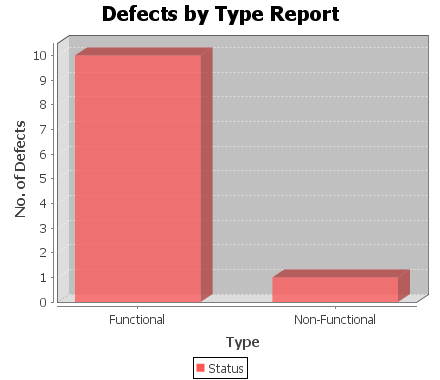 Defects by Type Report
No. of Defects
10
9
8
7
6
5
4
3
2
1
0
Functional
Non-Functional
Type
Status